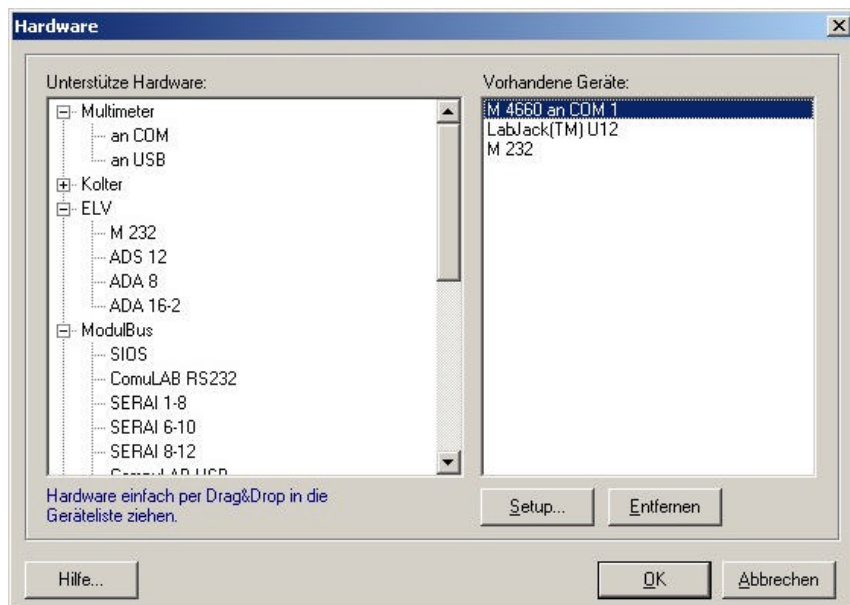 Hardware
Unterstütze Hardware:
Multimeter
an COM
an USB
Kolter
ELV
M 232
ADS 12
ADA 8
ADA 16-2
ModulBus
SIOS
ComuLAB RS232
SERAI 1-8
SERAI 6-10
SERAI 8-12
Hardware einfach per Drag&Drop in die
Geräteliste ziehen.
Vorhandene Geräte:
M 4660 an COM 1
LabJack(TM) U12
M 232
Setup...
Entfernen
Hilfe...
OK
Abbrechen